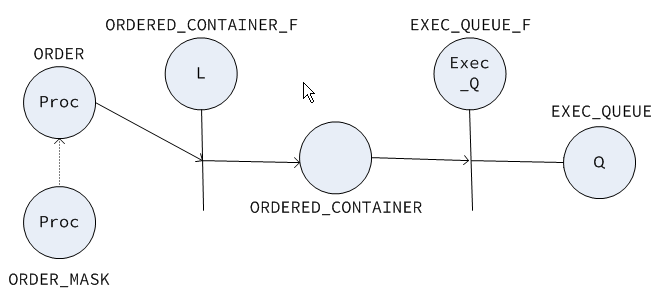 ORDERED_CONTAINER_F
EXEC_QUEUE_F
ORDER
L
Exec
_Q
Proc
EXEC_QUEUE
Q
Proc
ORDERED_CONTAINER
ORDER_MASK